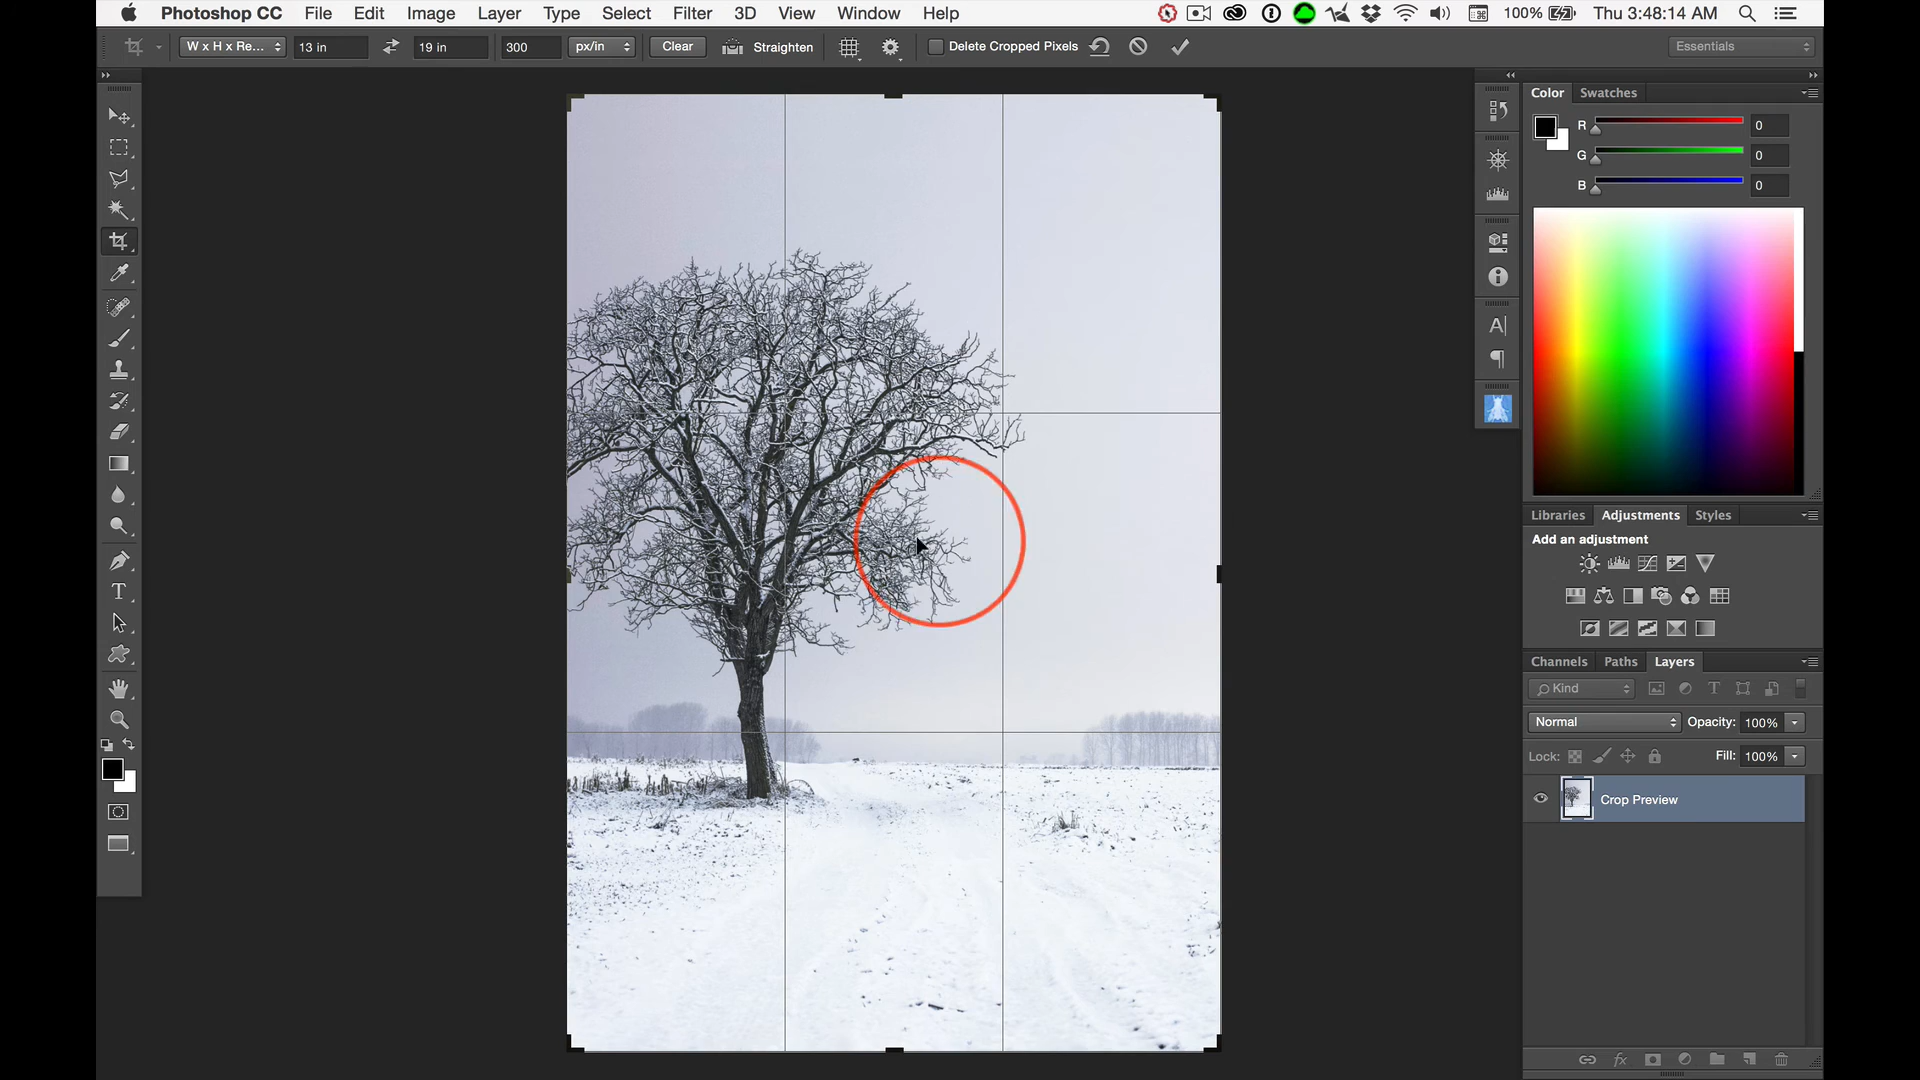 Photoshop CC File Edit Image Layer Type Select Filter 3D View Window Help 100% Thu 3:48:14 AM
W x H x Re... 13 in 19 in 300 px/in Clear Straighten Delete Cropped Pixels Essentials
Color Swatches
R 0
G 0
B 0
Libraries Adjustments Styles
Add an adjustment
Channels Paths Layers
Kind
Normal Opacity: 100%
Lock: Fill: 100%
Crop Preview